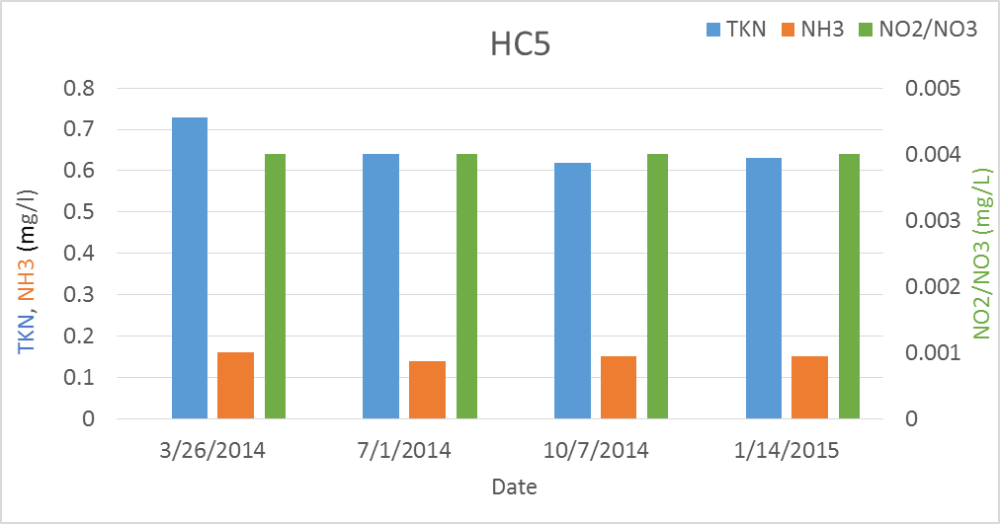 HC5
TKN NH3 NO2/NO3
0.8
0.7
0.6
0.5
0.4
0.3
0.2
0.1
0
TKN, NH3 (mg/l)
0.005
0.004
0.003
0.002
0.001
0
NO2/NO3 (mg/L)
3/26/2014 7/1/2014 10/7/2014 1/14/2015
Date